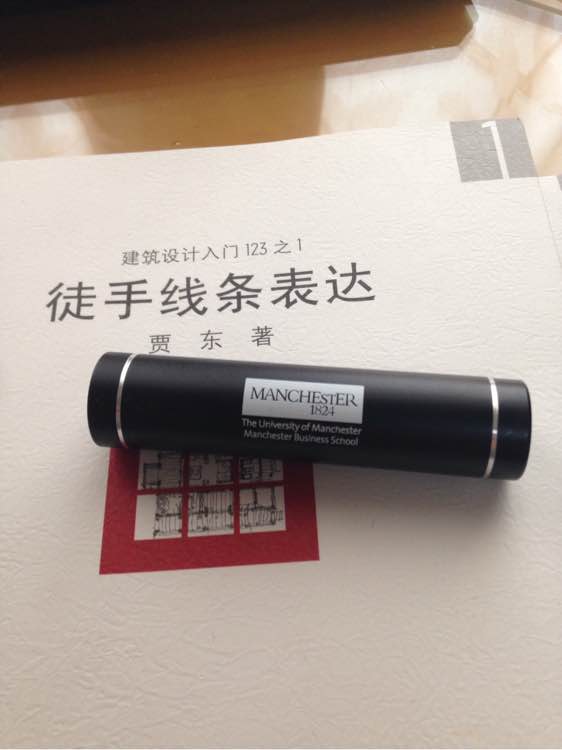 1
建筑设计入门 123 之 1
徒手线条表达
贾 东 著
MANCHESTER
1824
The University of Manchester
Manchester Business School